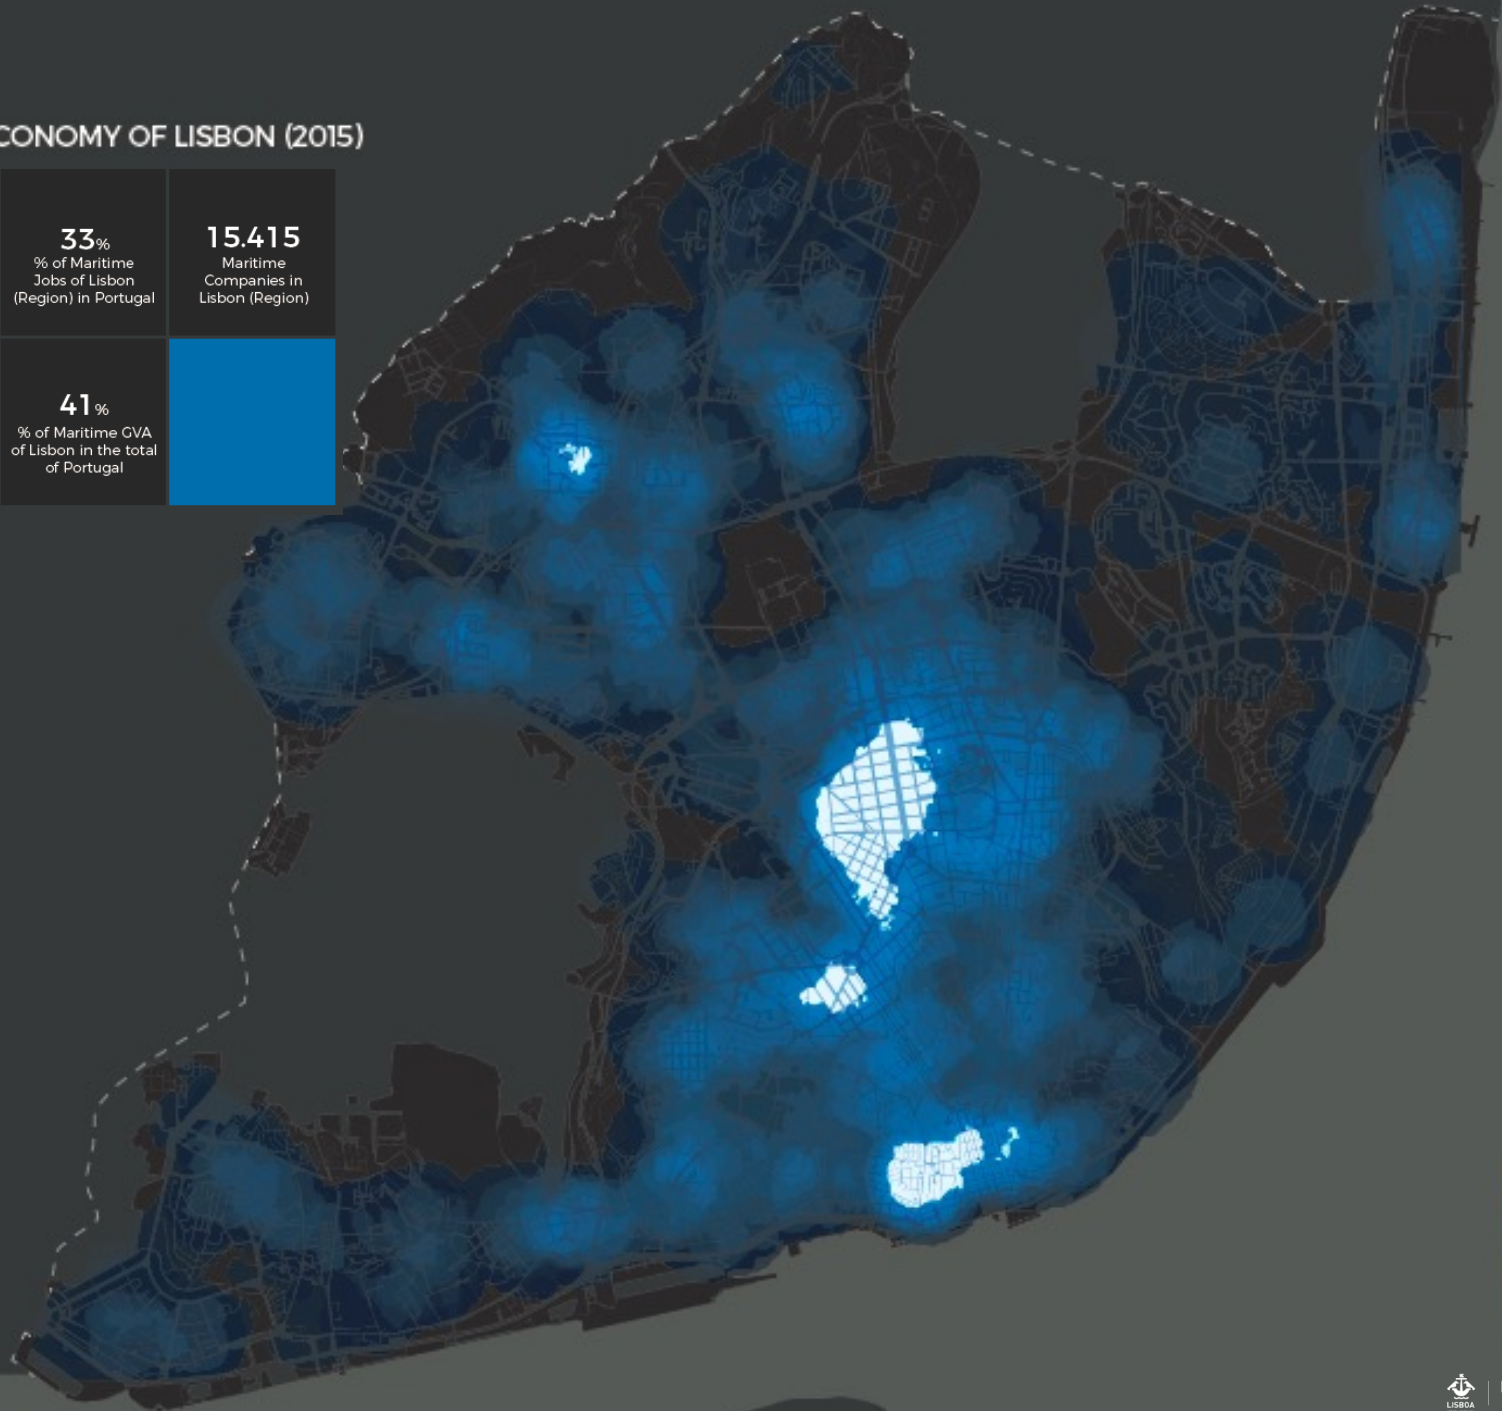 CONOMY OF LISBON (2015)
33%
% of Maritime
Jobs of Lisbon
(Region) in Portugal
15.415
Maritime
Companies in
Lisbon (Region)
41%
% of Maritime GVA
of Lisbon in the total
of Portugal
LISBOA